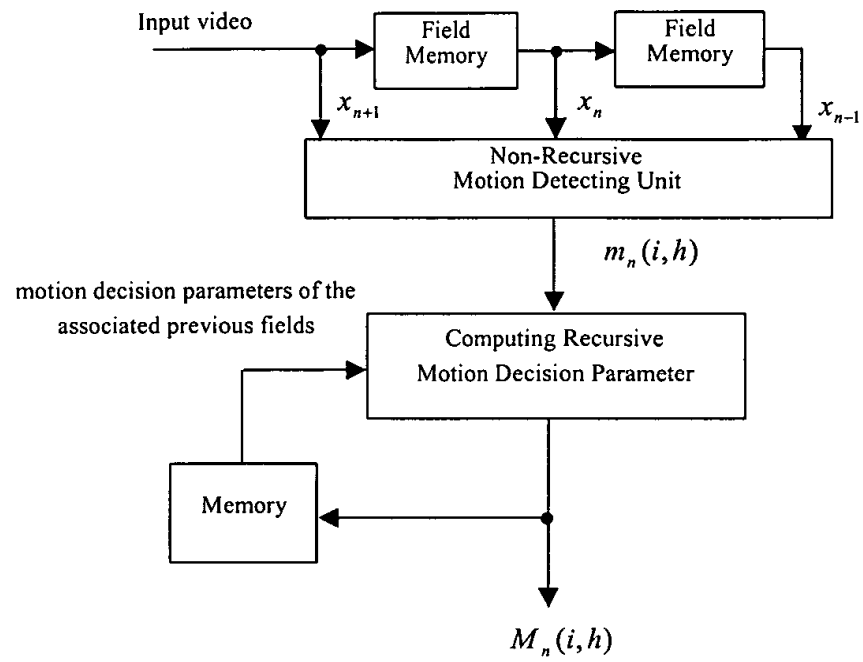 Input video
Field
Memory
Field
Memory
x_{n+1}
x_n
x_{n-1}
Non-Recursive
Motion Detecting Unit
m_n(i,h)
motion decision parameters of the
associated previous fields
Computing Recursive
Motion Decision Parameter
Memory
M_n(i,h)